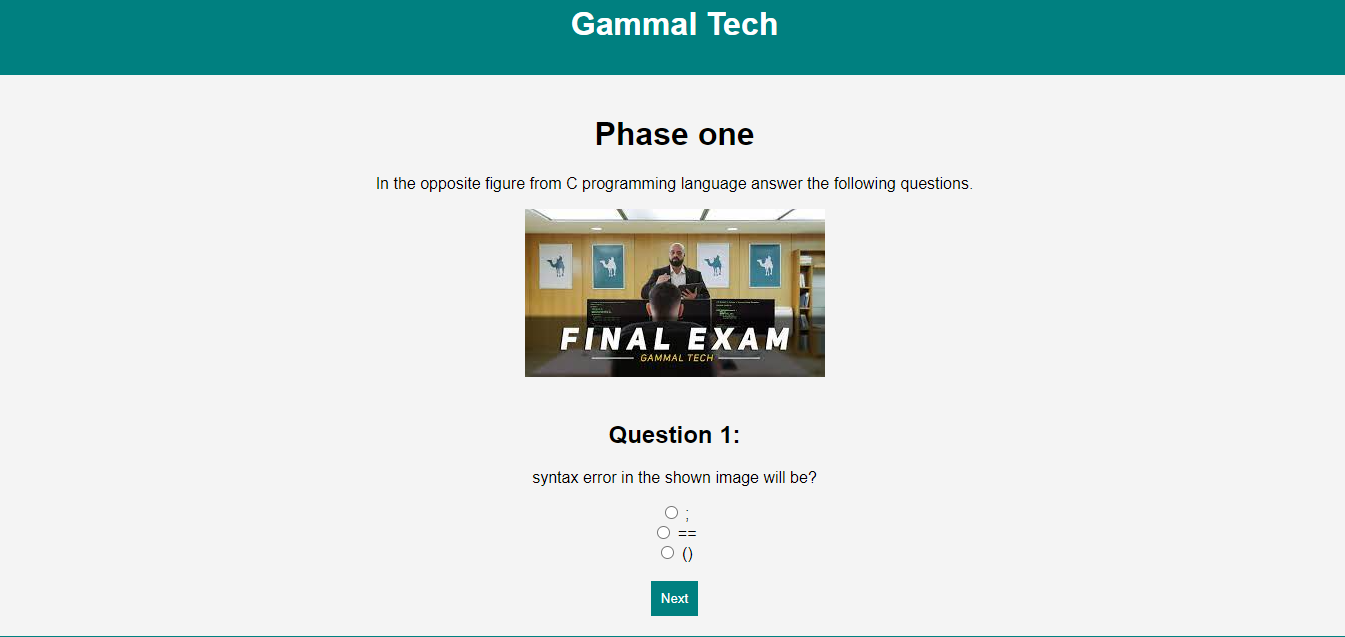 Gammal Tech
Phase one
In the opposite figure from C programming language answer the following questions.
FINAL EXAM
GAMMAL TECH
Question 1:
syntax error in the shown image will be?
;
==
()
Next